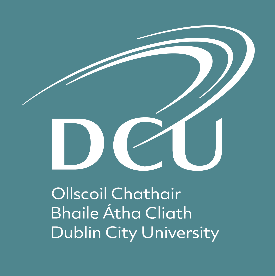 DCU
Ollscoil Chathair
Bhaile Átha Cliath
Dublin City University